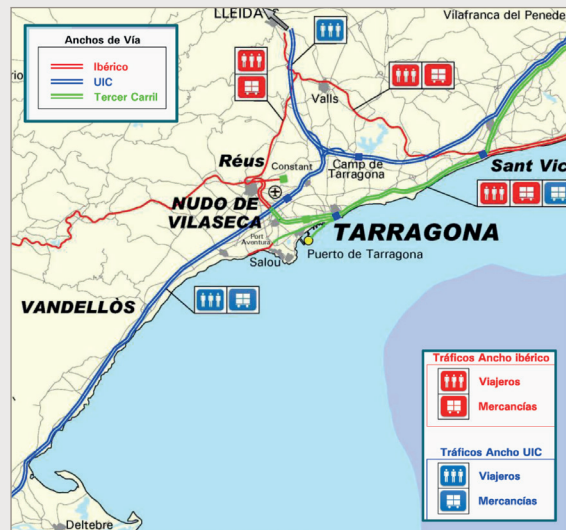 LLEIDA
Vilafranca del Penede
Anchos de Vía
Ibérico
UIC
Tercer Carril
Valls
Réus
Constant
Camp de
Tarragona
Sant Vic
NUDO DE
VILASECA
Port
Aventura
TARRAGONA
Salou
Puerto de Tarragona
VANDELLÒS
Tráficos Ancho ibérico
Viajeros
Mercancías
Tráficos Ancho UIC
Viajeros
Mercancías
Deltebre